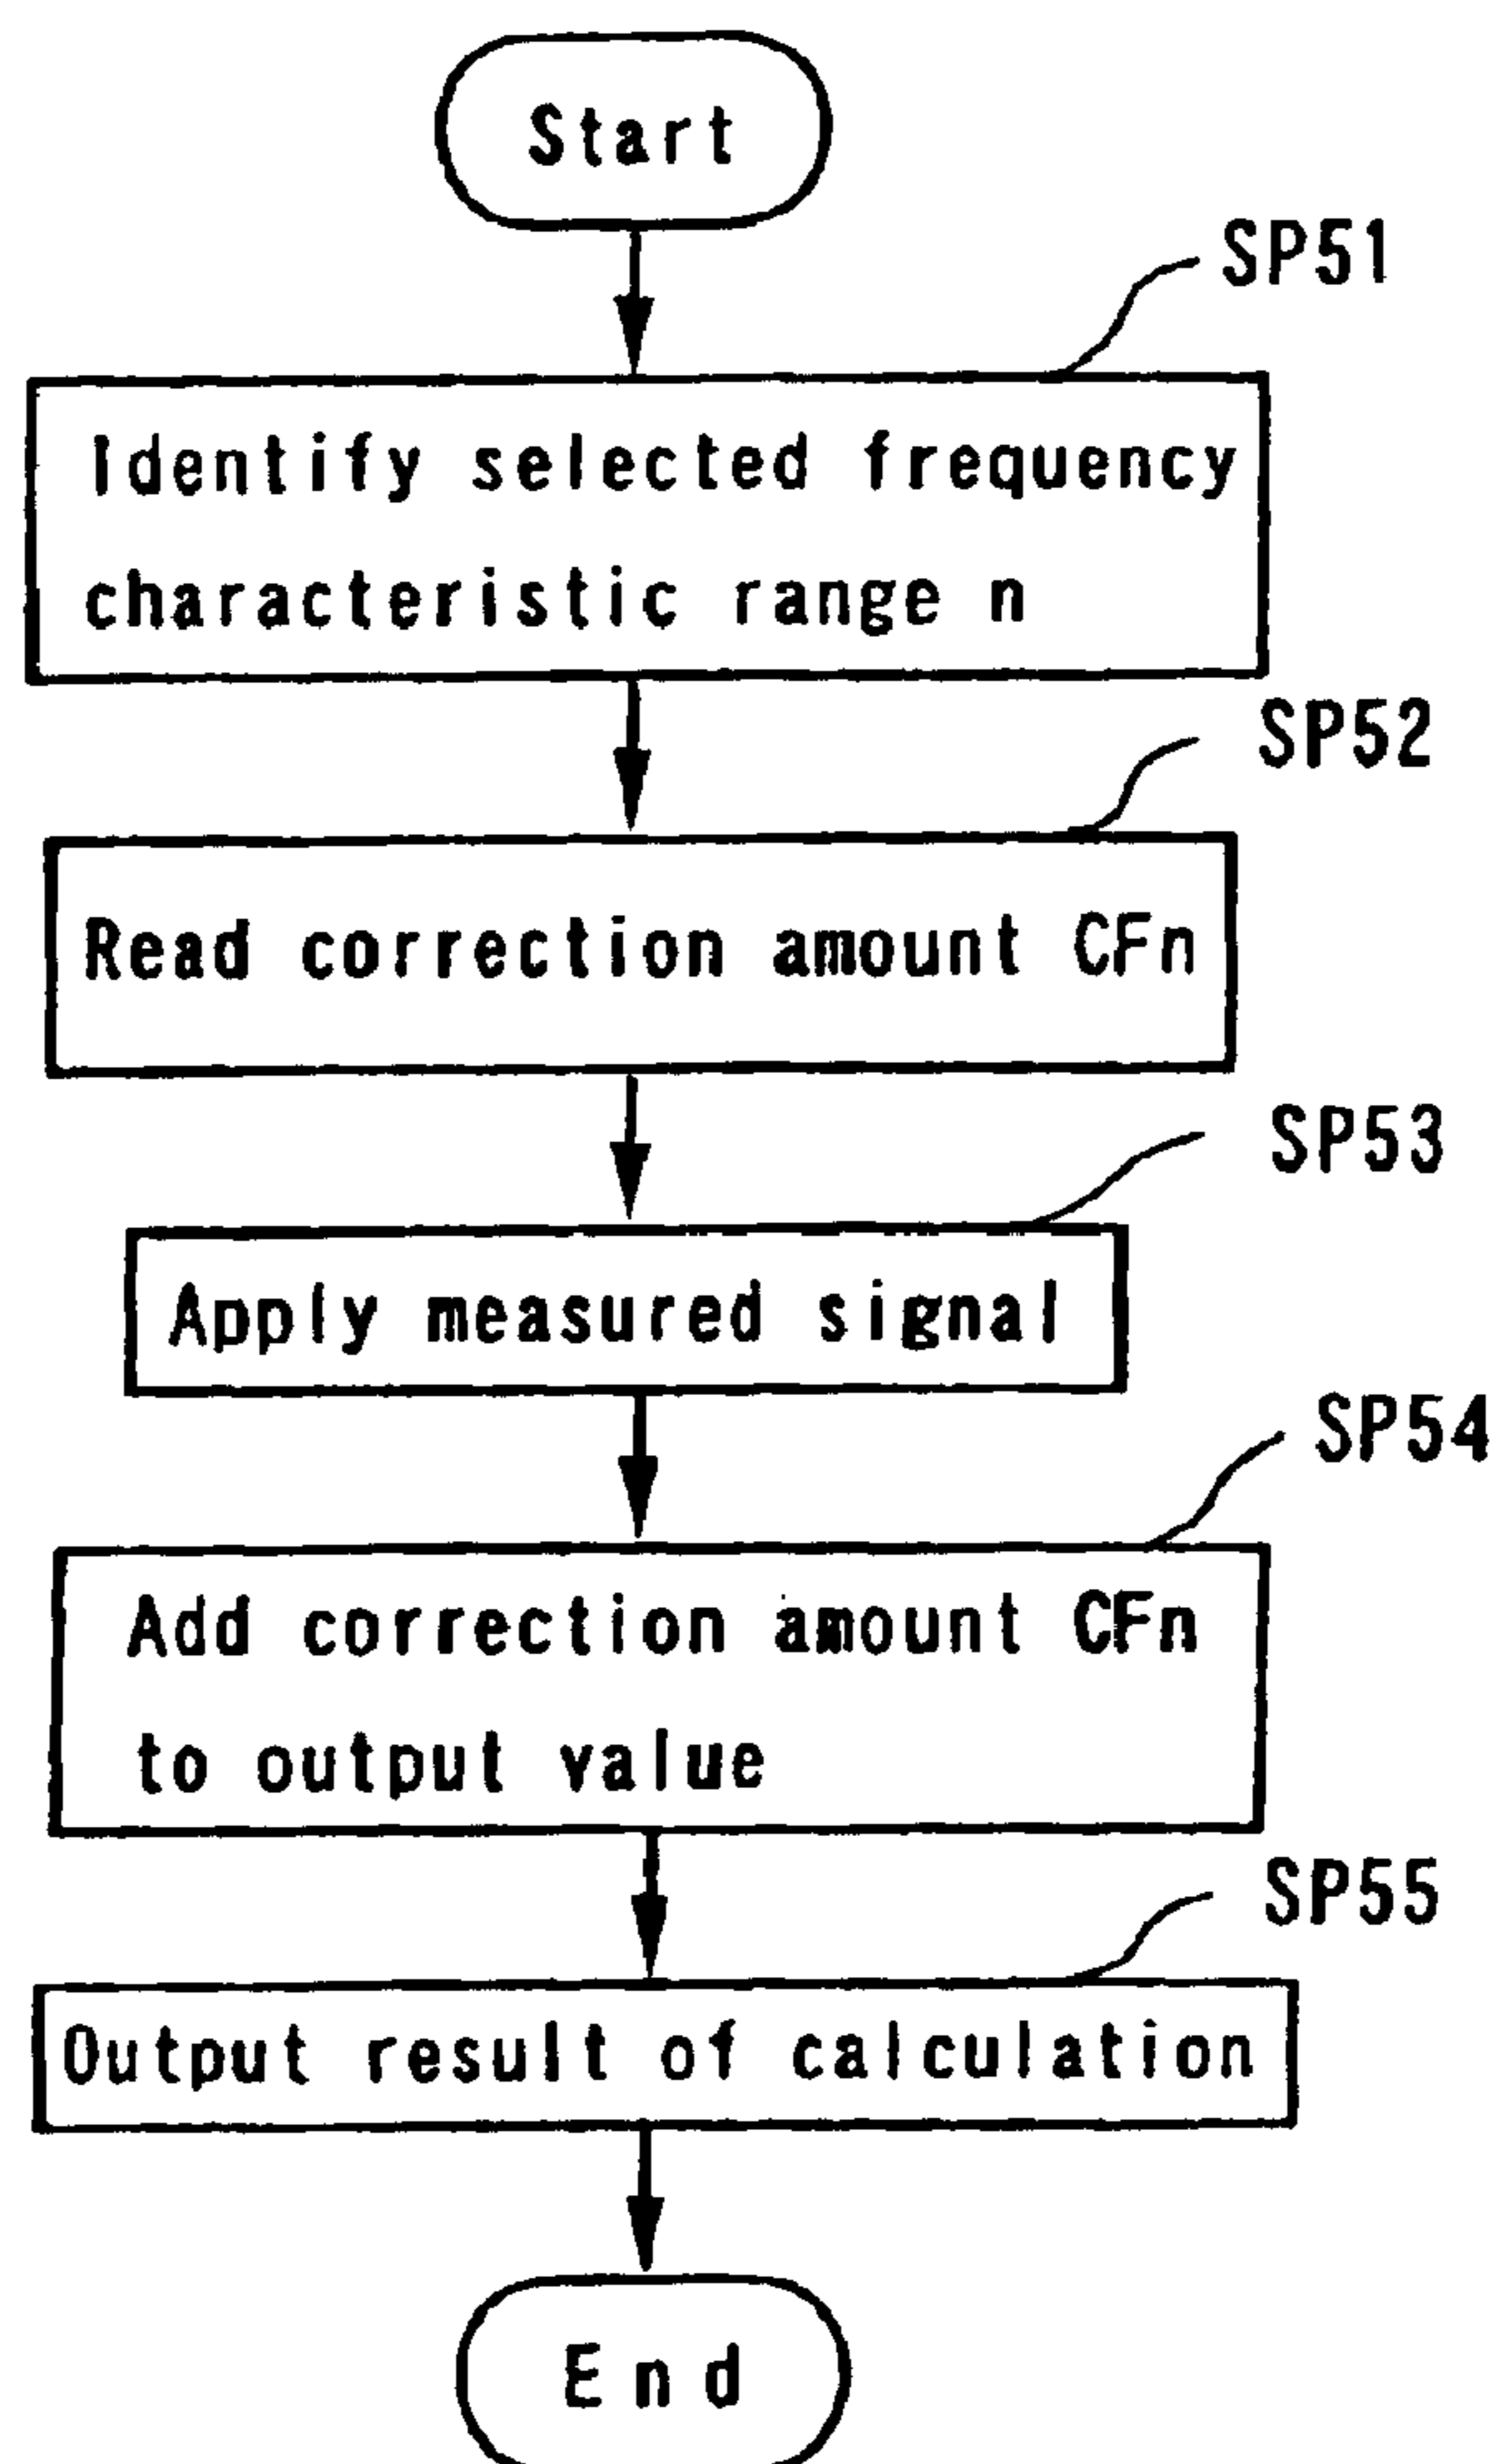 Start
SP51
Identify selected frequency
characteristic range n
SP52
Read correction amount CFn
SP53
Apply measured signal
SP54
Add correction amount CFn
to output value
SP55
Output result of calculation
End